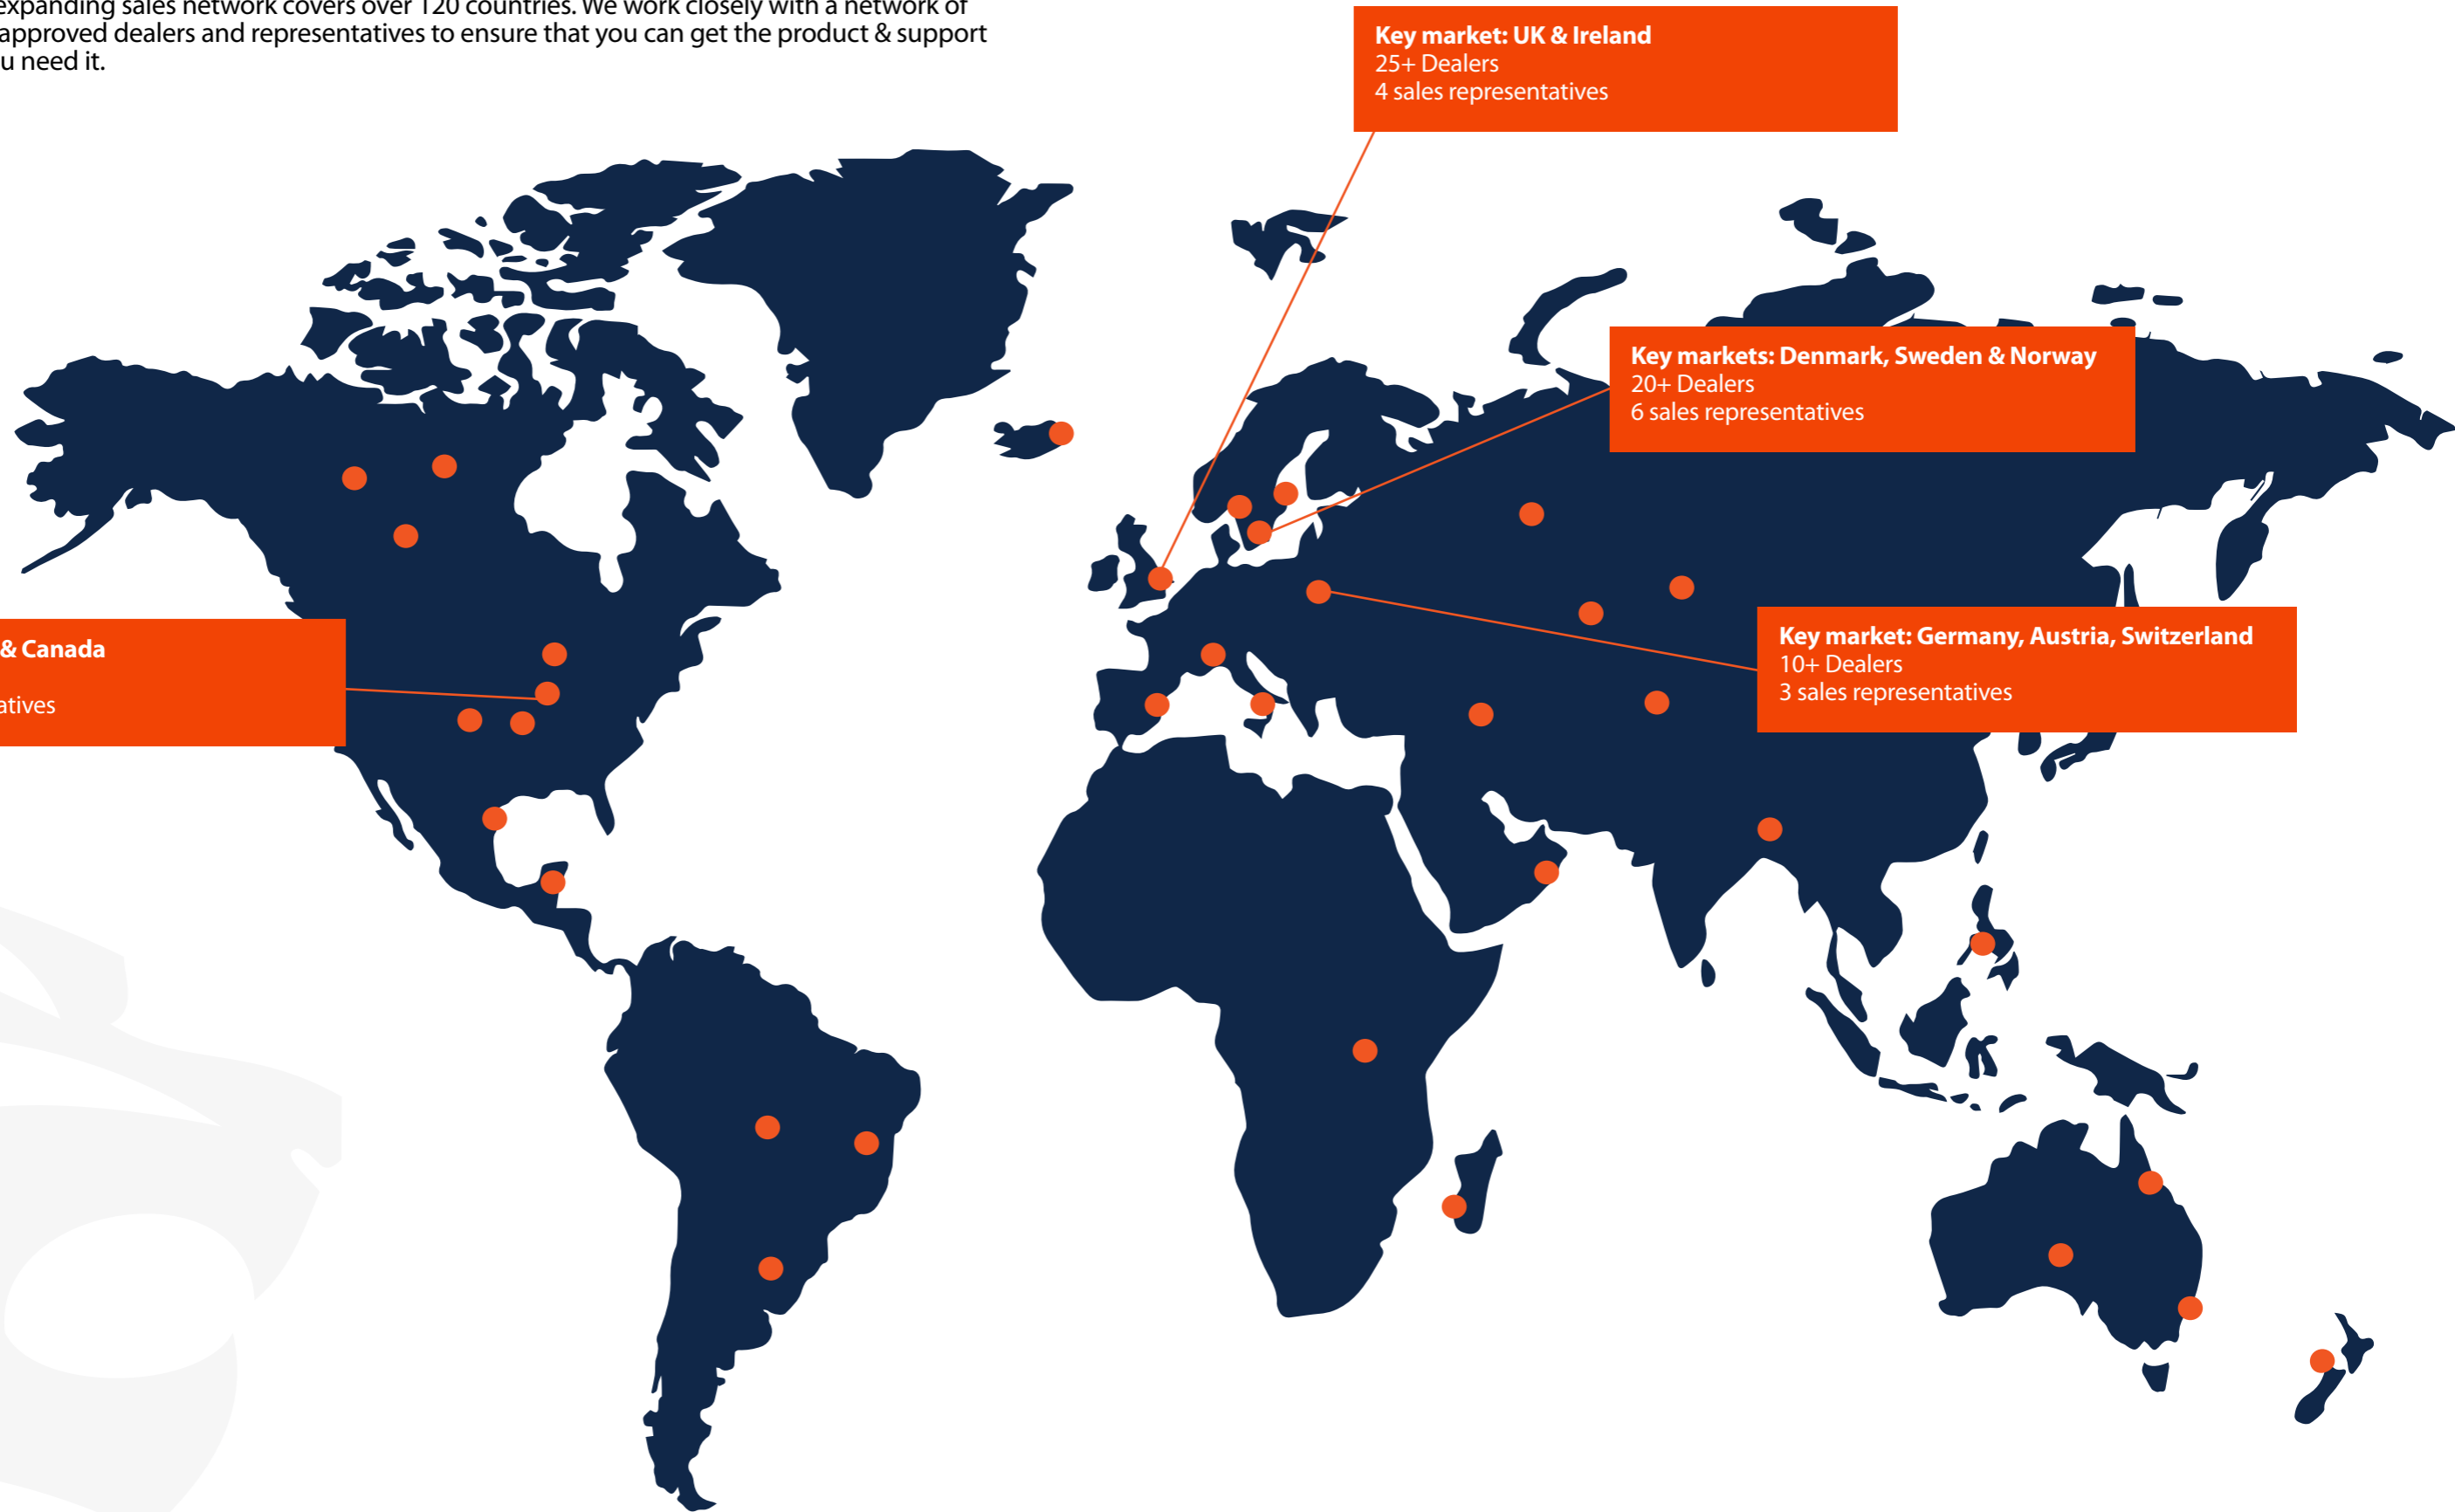 expanding sales network covers over 120 countries. We work closely with a network of
approved dealers and representatives to ensure that you can get the product & support
u need it.
Key market: UK & Ireland
25+ Dealers
4 sales representatives
Key markets: Denmark, Sweden & Norway
20+ Dealers
6 sales representatives
& Canada
atives
Key market: Germany, Austria, Switzerland
10+ Dealers
3 sales representatives